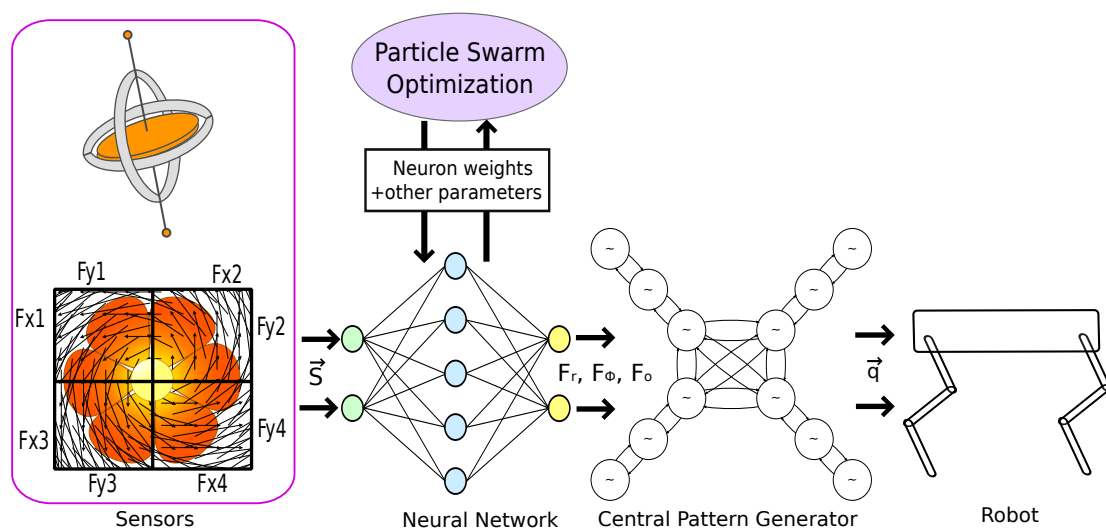 Particle Swarm
Optimization
Neuron weights
+other parameters
Fy1
Fx2
Fx1
Fy2
Fx3
Fy4
Fy3
Fx4
S⃗
Fᵣ, F_Φ, Fₒ
q⃗
~
~
~
~
~
~
~
~
~
~
~
~
Sensors
Neural Network
Central Pattern Generator
Robot